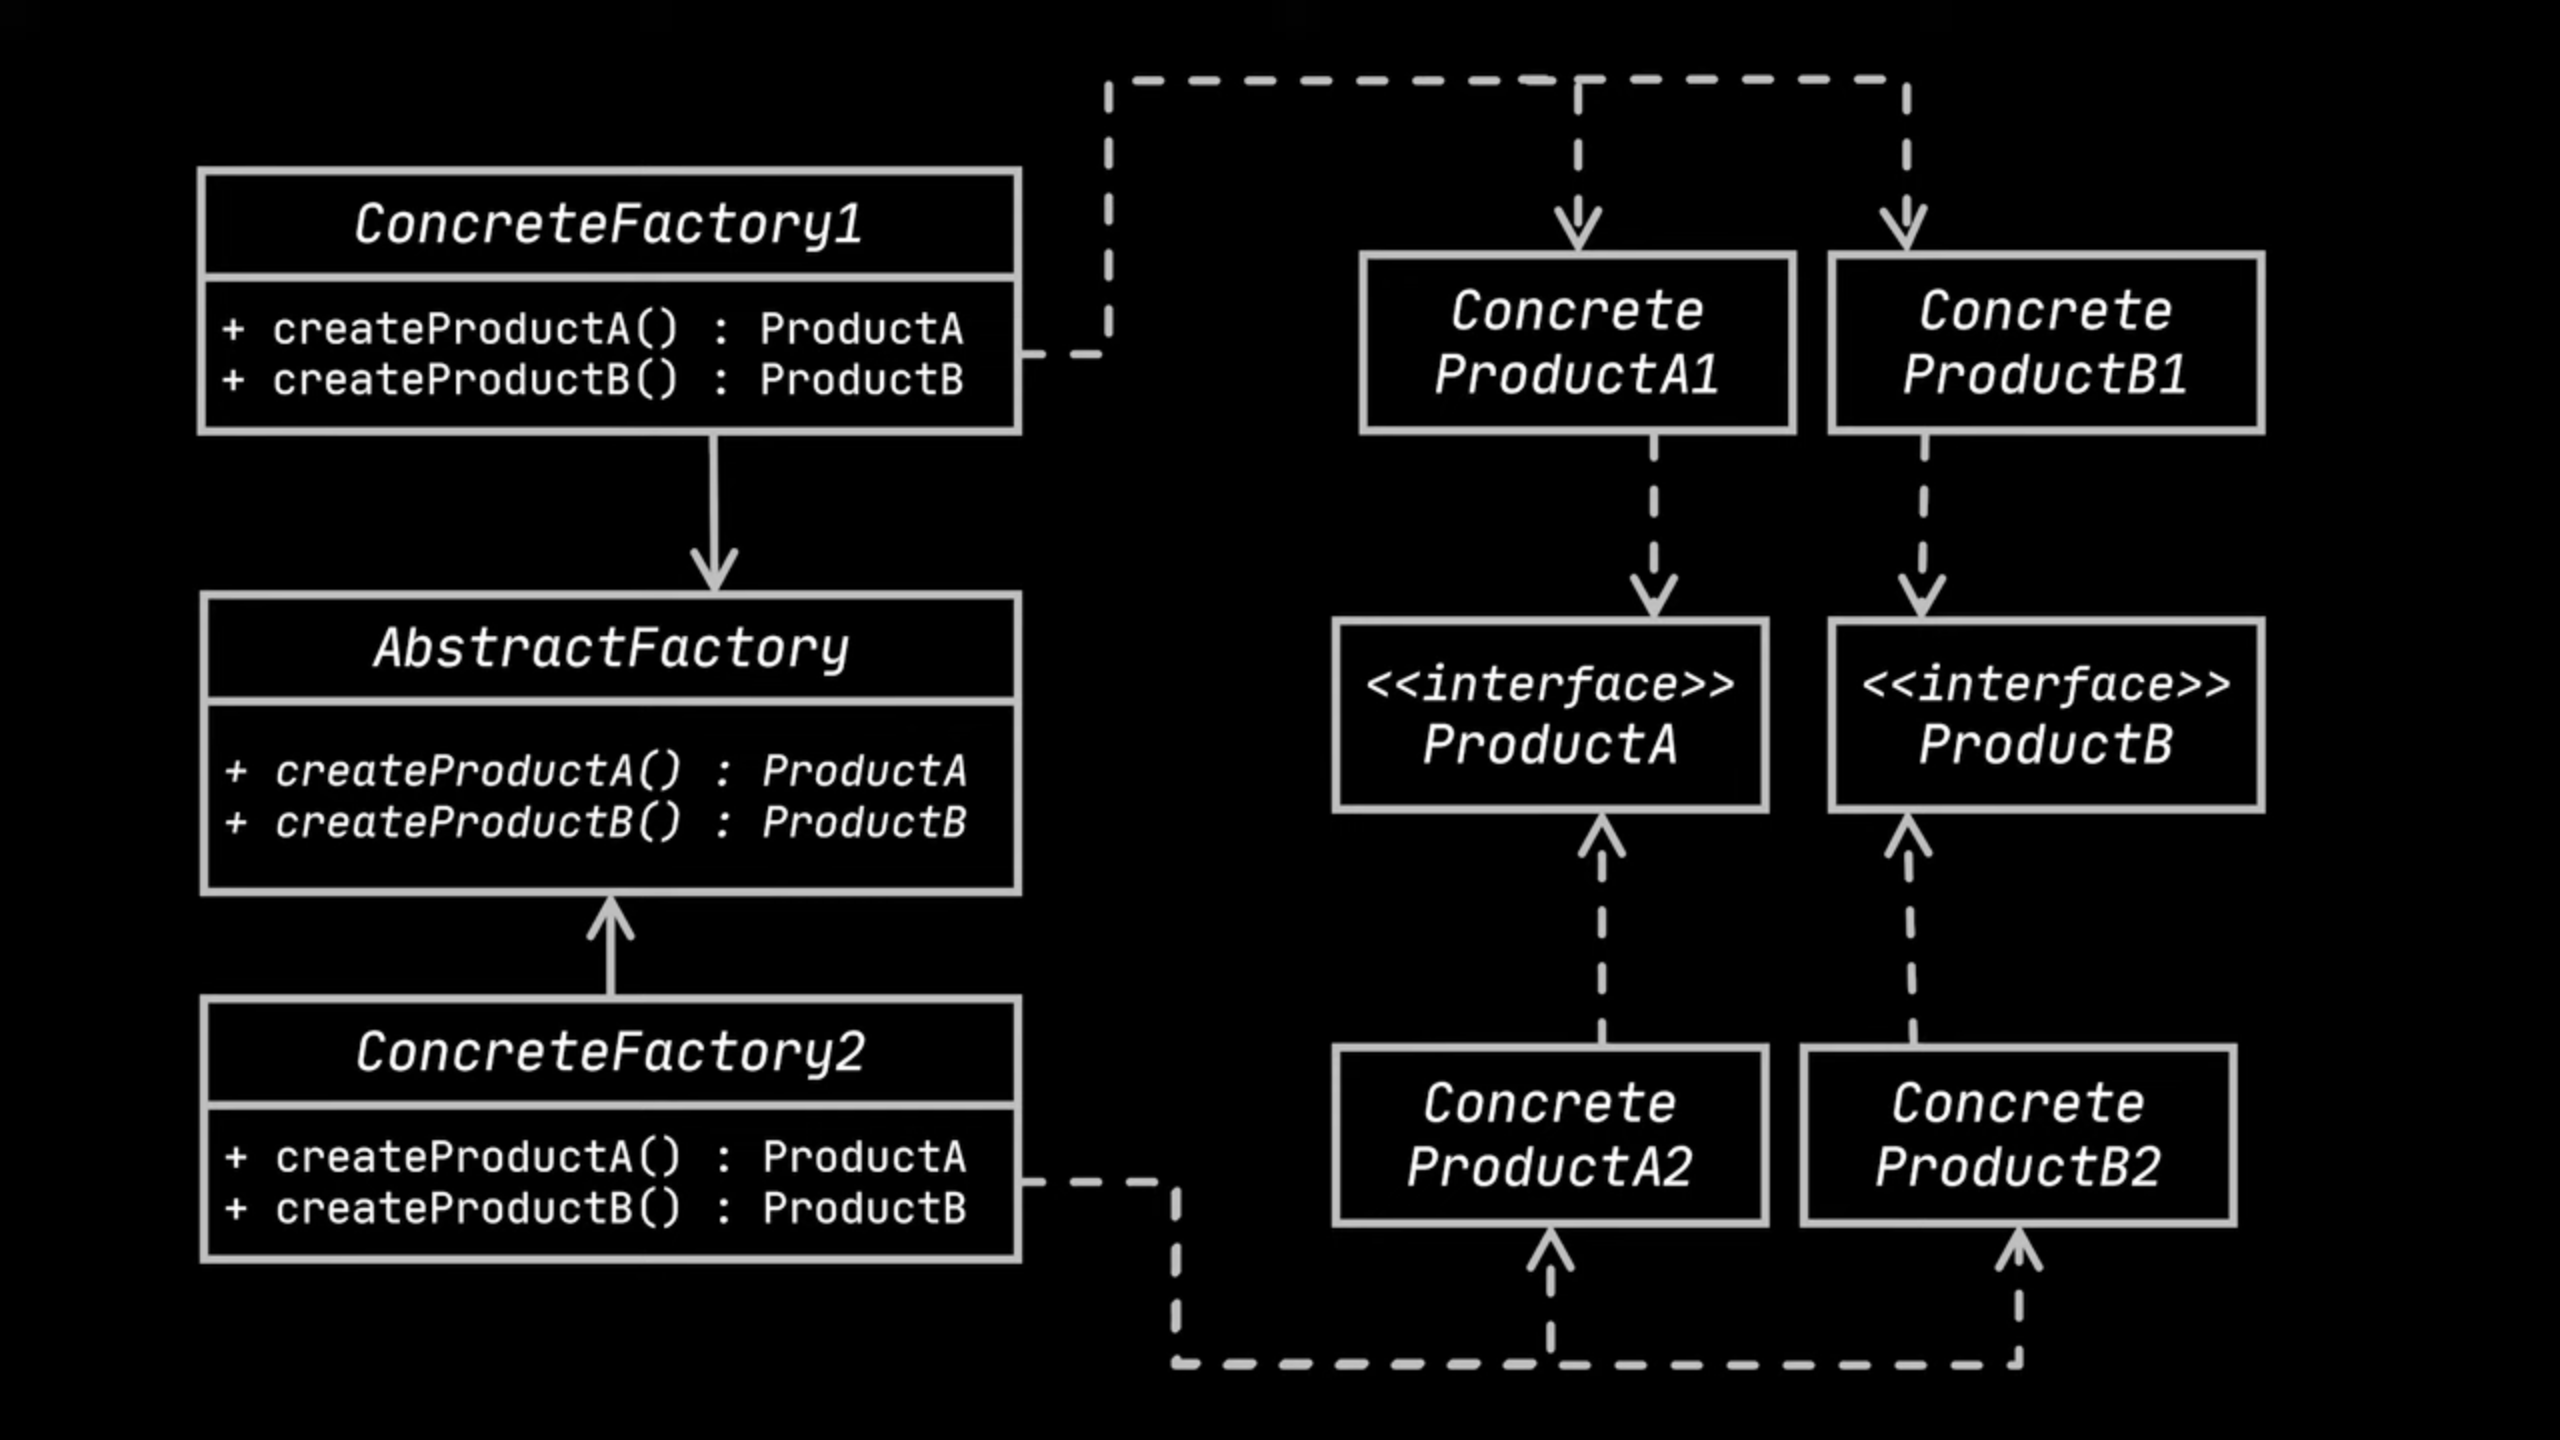 ConcreteFactory1
+ createProductA() : ProductA
+ createProductB() : ProductB
AbstractFactory
+ createProductA() : ProductA
+ createProductB() : ProductB
ConcreteFactory2
+ createProductA() : ProductA
+ createProductB() : ProductB
Concrete
ProductA1
Concrete
ProductB1
<<interface>>
ProductA
<<interface>>
ProductB
Concrete
ProductA2
Concrete
ProductB2